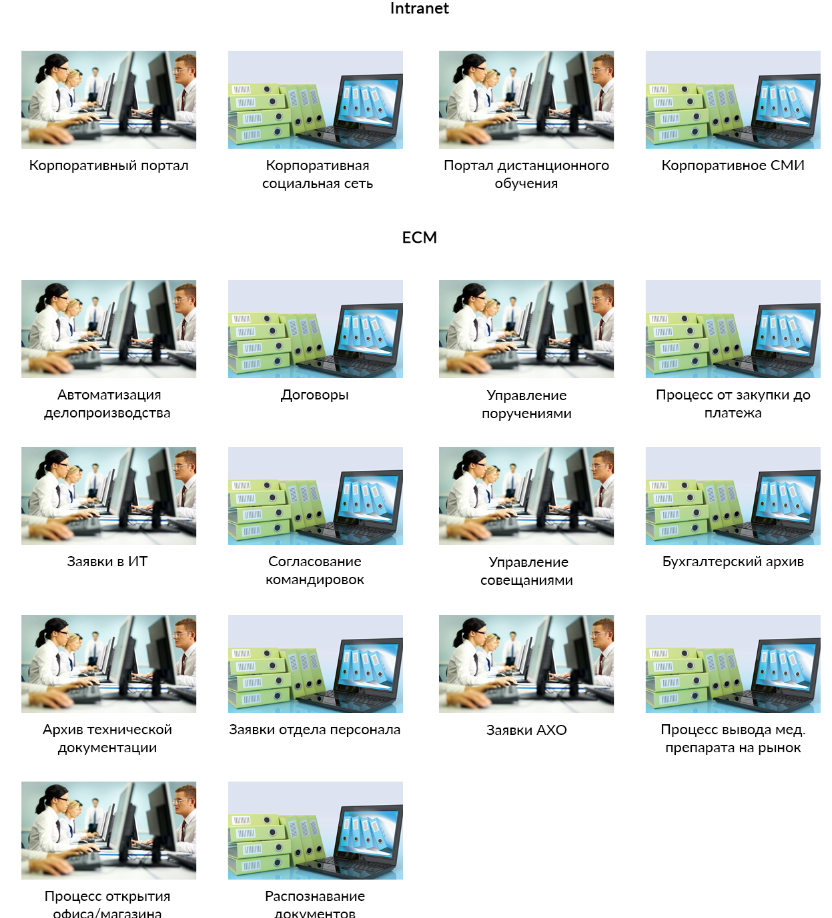 Intranet
Корпоративный портал
Корпоративная
социальная сеть
Портал дистанционного
обучения
Корпоративное СМИ
ECM
Автоматизация
делопроизводства
Договоры
Управление
поручениями
Процесс от закупки до
платежа
Заявки в ИТ
Согласование
командировок
Управление
совещаниями
Бухгалтерский архив
Архив технической
документации
Заявки отдела персонала
Заявки АХО
Процесс вывода мед.
препарата на рынок
Процесс открытия
офиса/магазина
Распознавание
документов